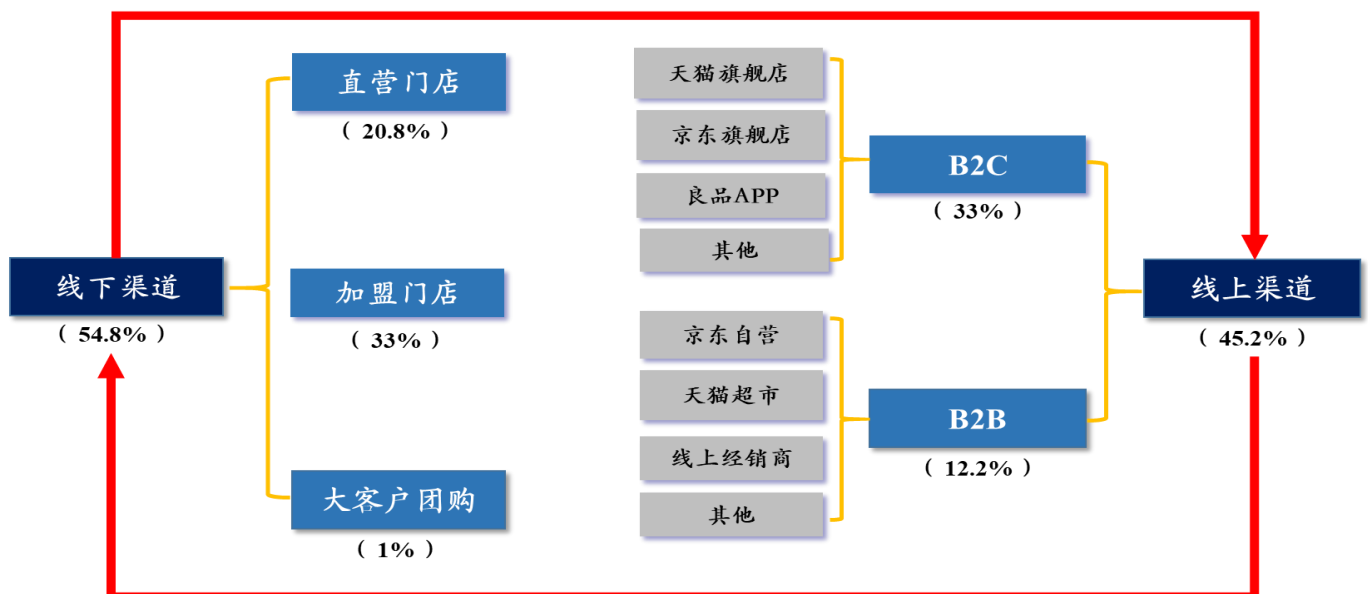 线下渠道
（ 54.8% ）
直营门店
（ 20.8% ）
加盟门店
（ 33% ）
大客户团购
（ 1% ）
天猫旗舰店
京东旗舰店
良品APP
其他
B2C
（ 33% ）
京东自营
天猫超市
线上经销商
其他
B2B
（ 12.2% ）
线上渠道
（ 45.2% ）